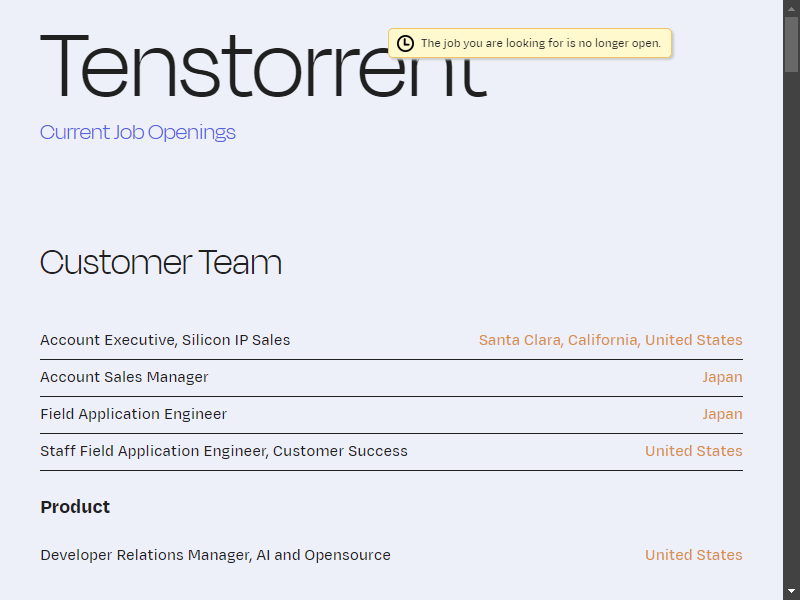 Tenstorrent
The job you are looking for is no longer open.
Current Job Openings
Customer Team
Account Executive, Silicon IP Sales Santa Clara, California, United States
Account Sales Manager Japan
Field Application Engineer Japan
Staff Field Application Engineer, Customer Success United States
Product
Developer Relations Manager, AI and Opensource United States